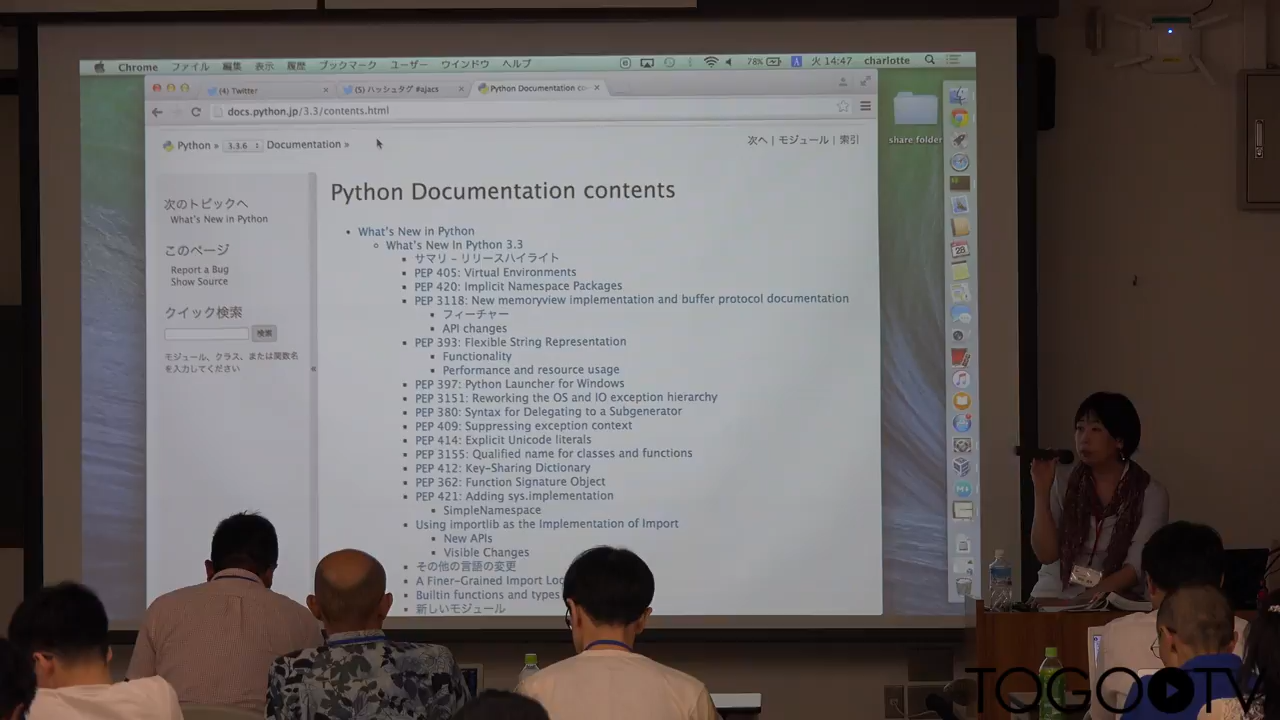 Chrome ファイル 編集 表示 履歴 ブックマーク ユーザー ウインドウ ヘルプ 78% A 火 14:47 charlotte
(4) Twitter × (5) ハッシュタグ #ajacs × Python Documentation co ×
docs.python.jp/3.3/contents.html
share folder
Python » 3.3.6 Documentation » 次へ | モジュール | 索引
次のトピックへ
What's New in Python
このページ
Report a Bug
Show Source
クイック検索
検索
モジュール、クラス、または関数名
を入力してください
«
Python Documentation contents
• What's New in Python
◦ What's New In Python 3.3
▪ サマリ – リリースハイライト
▪ PEP 405: Virtual Environments
▪ PEP 420: Implicit Namespace Packages
▪ PEP 3118: New memoryview implementation and buffer protocol documentation
▪ フィーチャー
▪ API changes
▪ PEP 393: Flexible String Representation
▪ Functionality
▪ Performance and resource usage
▪ PEP 397: Python Launcher for Windows
▪ PEP 3151: Reworking the OS and IO exception hierarchy
▪ PEP 380: Syntax for Delegating to a Subgenerator
▪ PEP 409: Suppressing exception context
▪ PEP 414: Explicit Unicode literals
▪ PEP 3155: Qualified name for classes and functions
▪ PEP 412: Key-Sharing Dictionary
▪ PEP 362: Function Signature Object
▪ PEP 421: Adding sys.implementation
▪ SimpleNamespace
▪ Using importlib as the Implementation of Import
▪ New APIs
▪ Visible Changes
▪ その他の言語の変更
▪ A Finer-Grained Import Loc
▪ Builtin functions and types
▪ 新しいモジュール
28
TOGOTV